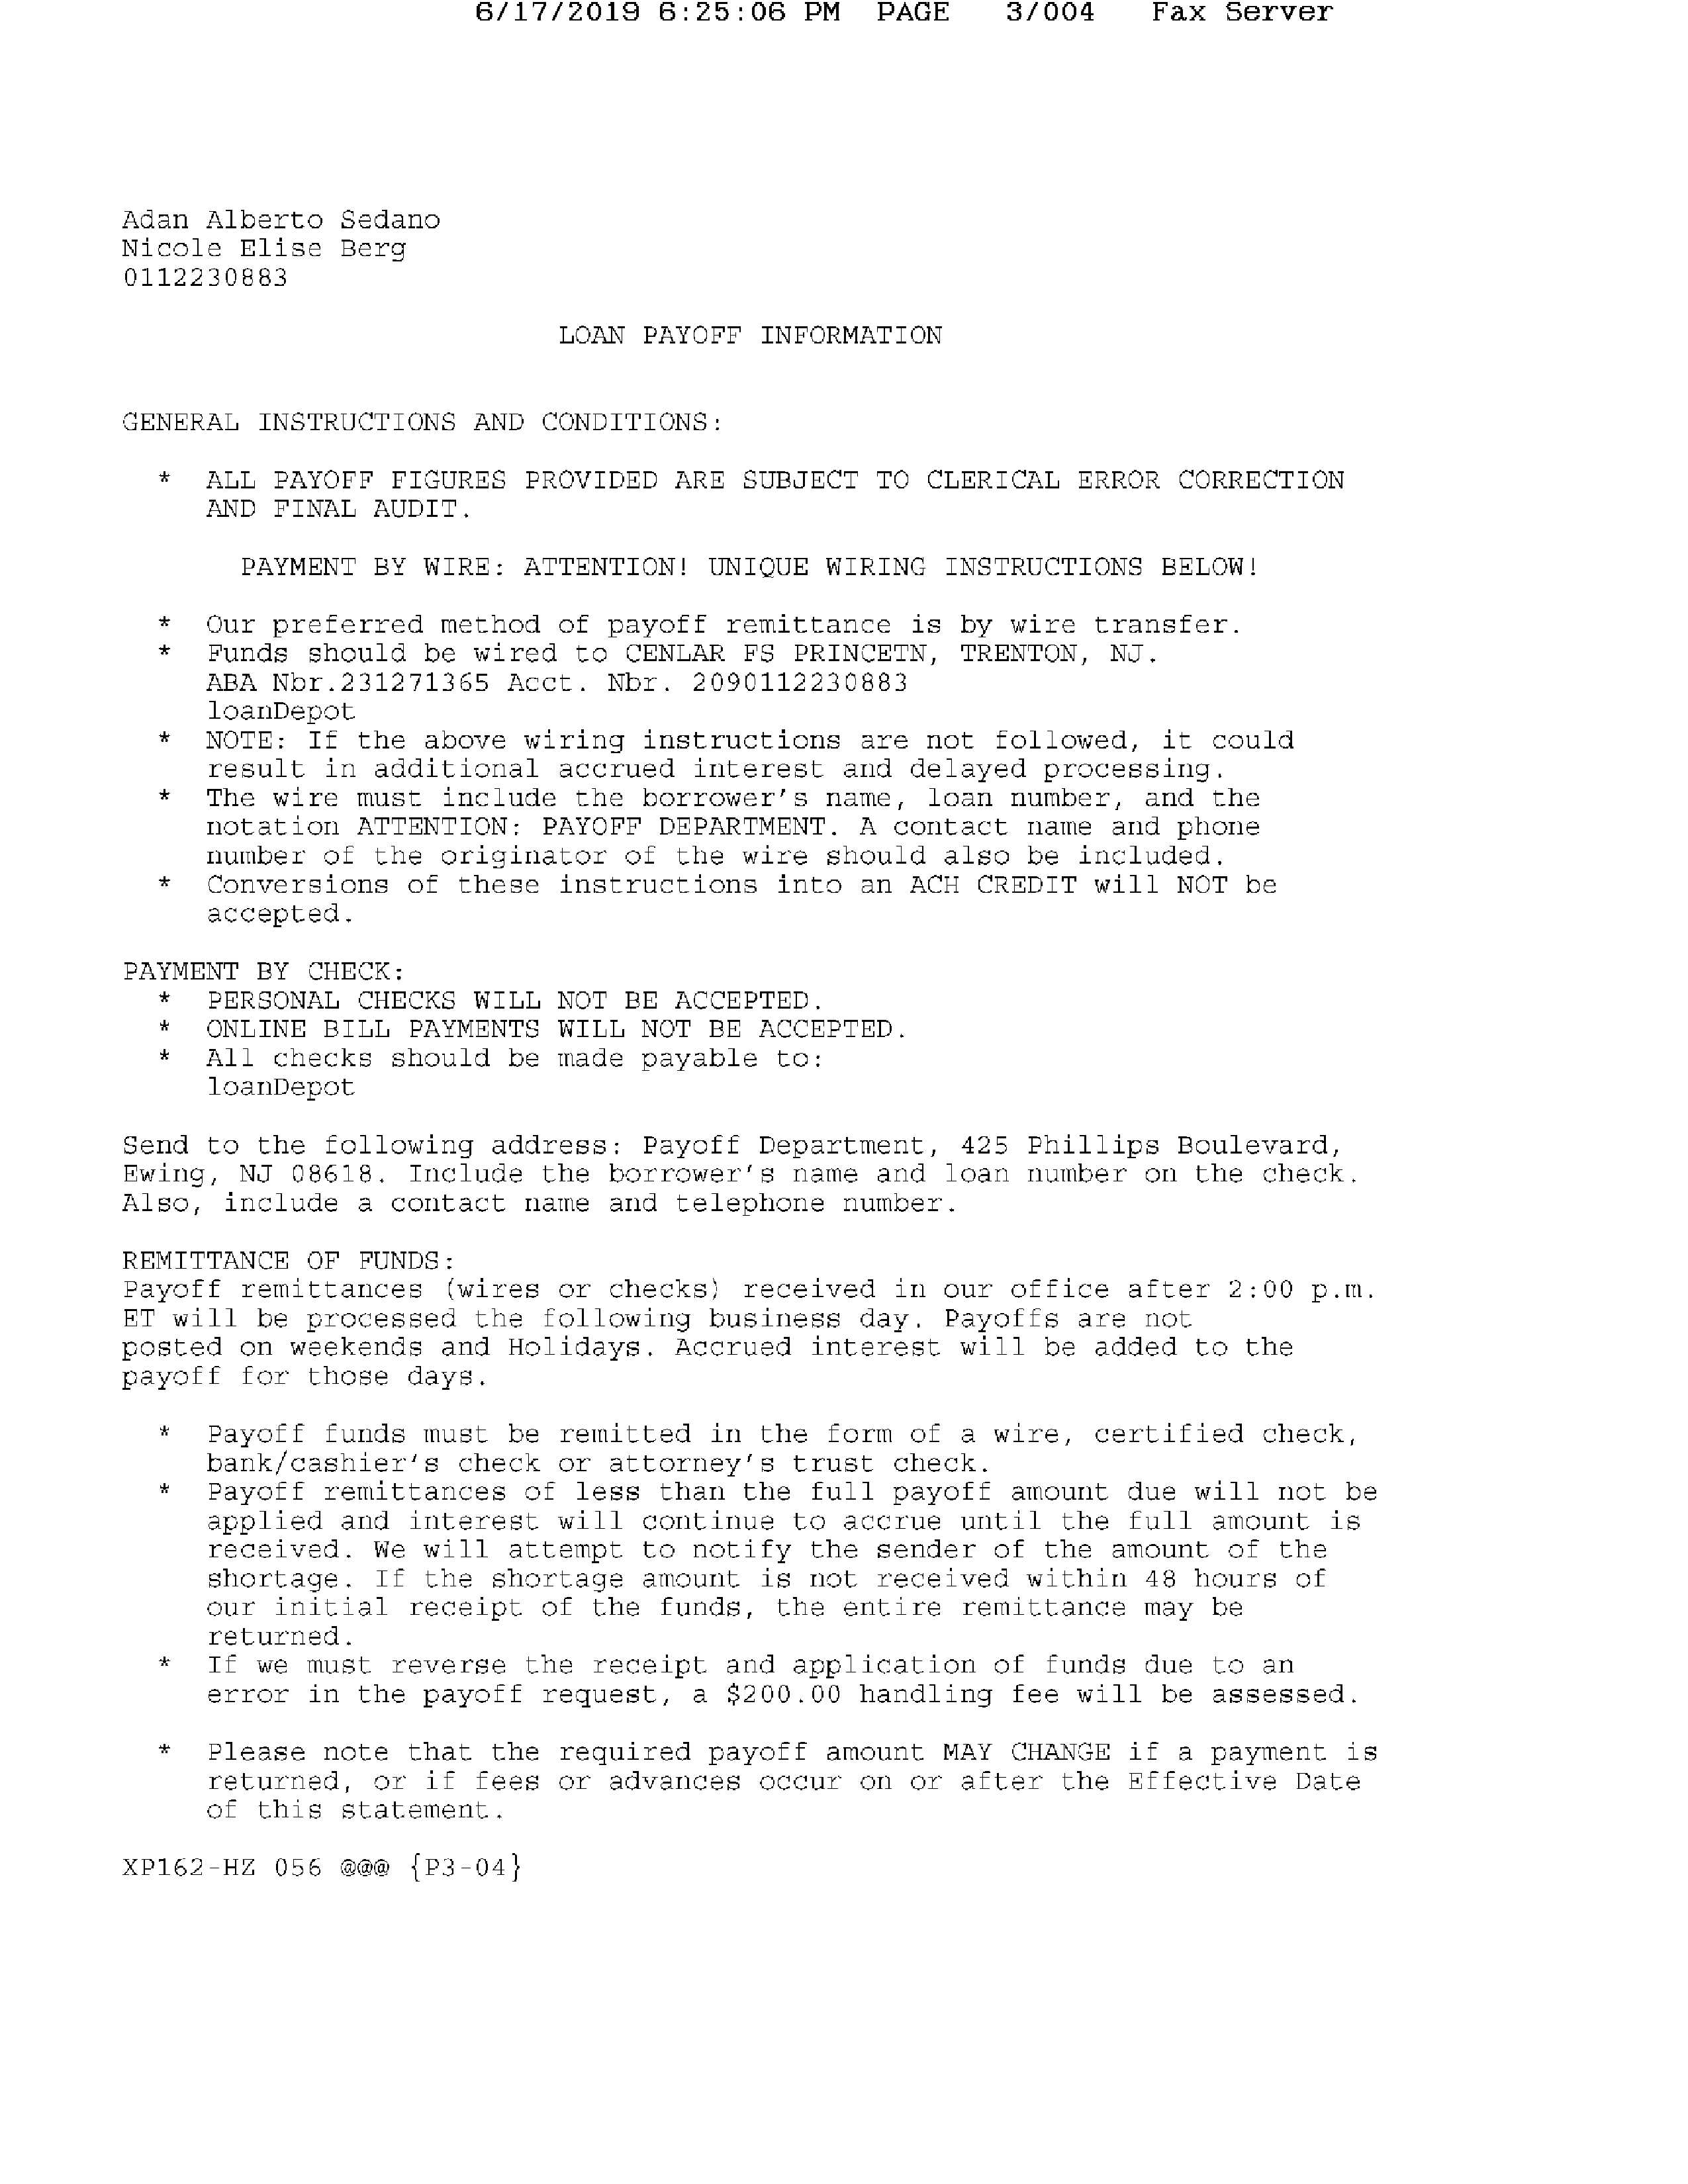 6/17/2019 6:25:06 PM PAGE 3/004 Fax Server
Adan Alberto Sedano
Nicole Elise Berg
0112230883
LOAN PAYOFF INFORMATION
GENERAL INSTRUCTIONS AND CONDITIONS:
* ALL PAYOFF FIGURES PROVIDED ARE SUBJECT TO CLERICAL ERROR CORRECTION
AND FINAL AUDIT.
PAYMENT BY WIRE: ATTENTION! UNIQUE WIRING INSTRUCTIONS BELOW!
* Our preferred method of payoff remittance is by wire transfer.
* Funds should be wired to CENLAR FS PRINCETN, TRENTON, NJ.
ABA Nbr.231271365 Acct. Nbr. 2090112230883
loanDepot
* NOTE: If the above wiring instructions are not followed, it could
result in additional accrued interest and delayed processing.
* The wire must include the borrower's name, loan number, and the
notation ATTENTION: PAYOFF DEPARTMENT. A contact name and phone
number of the originator of the wire should also be included.
* Conversions of these instructions into an ACH CREDIT will NOT be
accepted.
PAYMENT BY CHECK:
* PERSONAL CHECKS WILL NOT BE ACCEPTED.
* ONLINE BILL PAYMENTS WILL NOT BE ACCEPTED.
* All checks should be made payable to:
loanDepot
Send to the following address: Payoff Department, 425 Phillips Boulevard,
Ewing, NJ 08618. Include the borrower's name and loan number on the check.
Also, include a contact name and telephone number.
REMITTANCE OF FUNDS:
Payoff remittances (wires or checks) received in our office after 2:00 p.m.
ET will be processed the following business day. Payoffs are not
posted on weekends and Holidays. Accrued interest will be added to the
payoff for those days.
* Payoff funds must be remitted in the form of a wire, certified check,
bank/cashier's check or attorney's trust check.
* Payoff remittances of less than the full payoff amount due will not be
applied and interest will continue to accrue until the full amount is
received. We will attempt to notify the sender of the amount of the
shortage. If the shortage amount is not received within 48 hours of
our initial receipt of the funds, the entire remittance may be
returned.
* If we must reverse the receipt and application of funds due to an
error in the payoff request, a $200.00 handling fee will be assessed.
* Please note that the required payoff amount MAY CHANGE if a payment is
returned, or if fees or advances occur on or after the Effective Date
of this statement.
XP162-HZ 056 @@@ {P3-04}